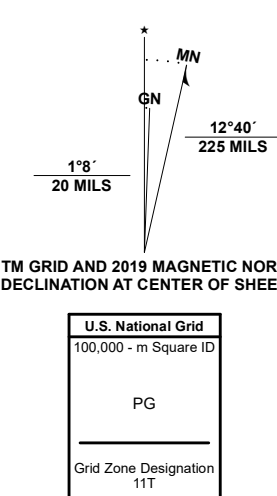 ★
MN
GN
12°40´
225 MILS
1°8´
20 MILS
TM GRID AND 2019 MAGNETIC NOR
DECLINATION AT CENTER OF SHEE
U.S. National Grid
100,000 - m Square ID
PG
Grid Zone Designation
11T